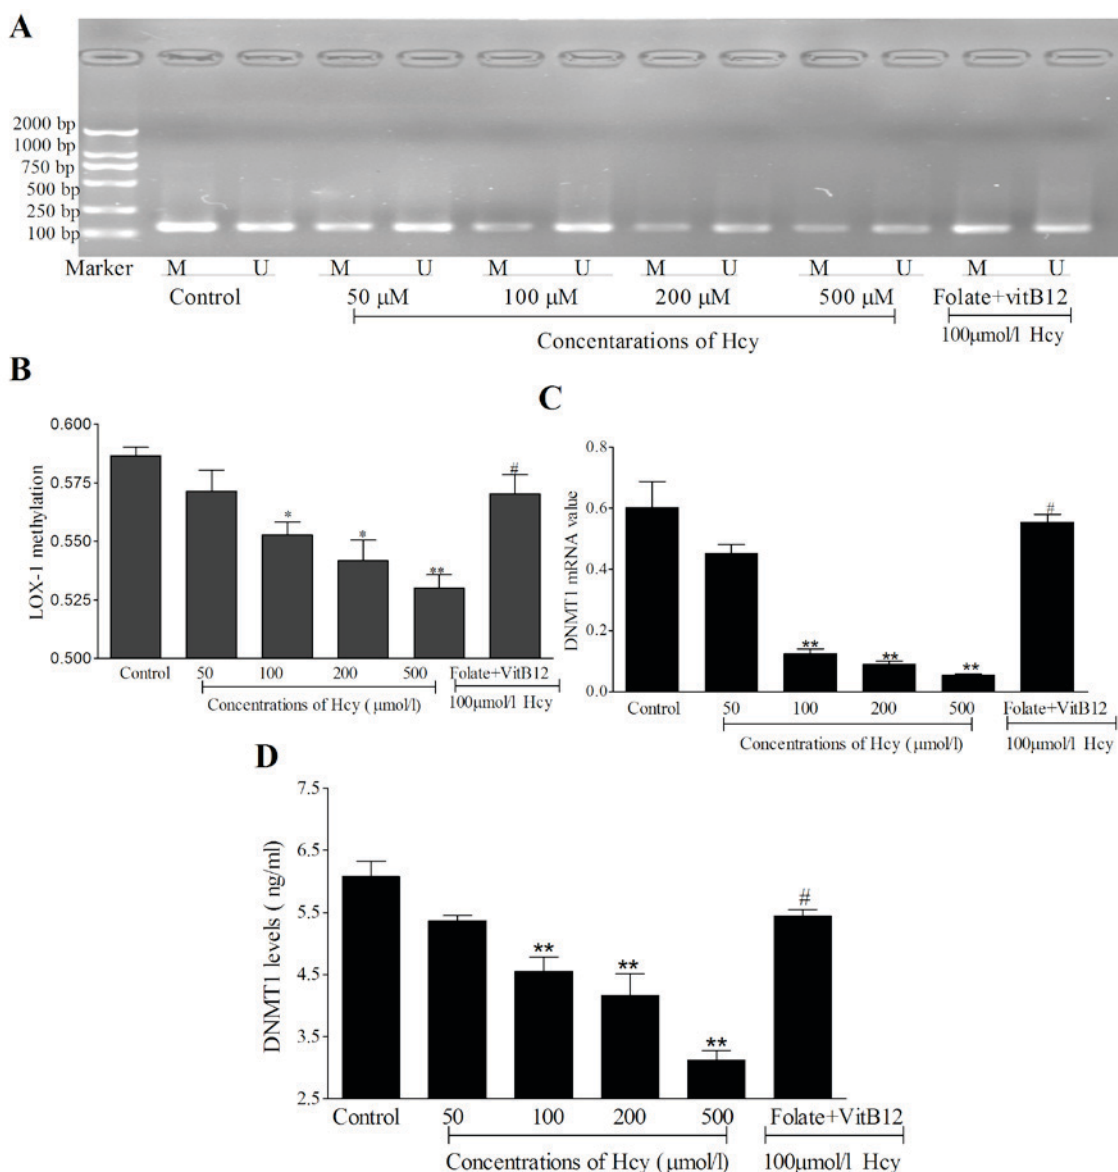 A
2000 bp
1000 bp
750 bp
500 bp
250 bp
100 bp
Marker M U M U M U M U M U M U
Control 50 μM 100 μM 200 μM 500 μM Folate+vitB12
Concentarations of Hcy 100μmol/l Hcy
B
LOX-1 methylation
0.600
0.575
0.550
0.525
0.500
* * ** #
Control 50 100 200 500 Folate+VitB12
Concentrations of Hcy (μmol/l) 100μmol/l Hcy
C
DNMT1 mRNA value
0.8
0.6
0.4
0.2
0.0
** ** ** #
Control 50 100 200 500 Folate+VitB12
Concentrations of Hcy (μmol/l) 100μmol/l Hcy
D
DNMT1 levels ( ng/ml)
7.5
6.5
5.5
4.5
3.5
2.5
** ** ** #
Control 50 100 200 500 Folate+VitB12
Concentrations of Hcy (μmol/l) 100μmol/l Hcy